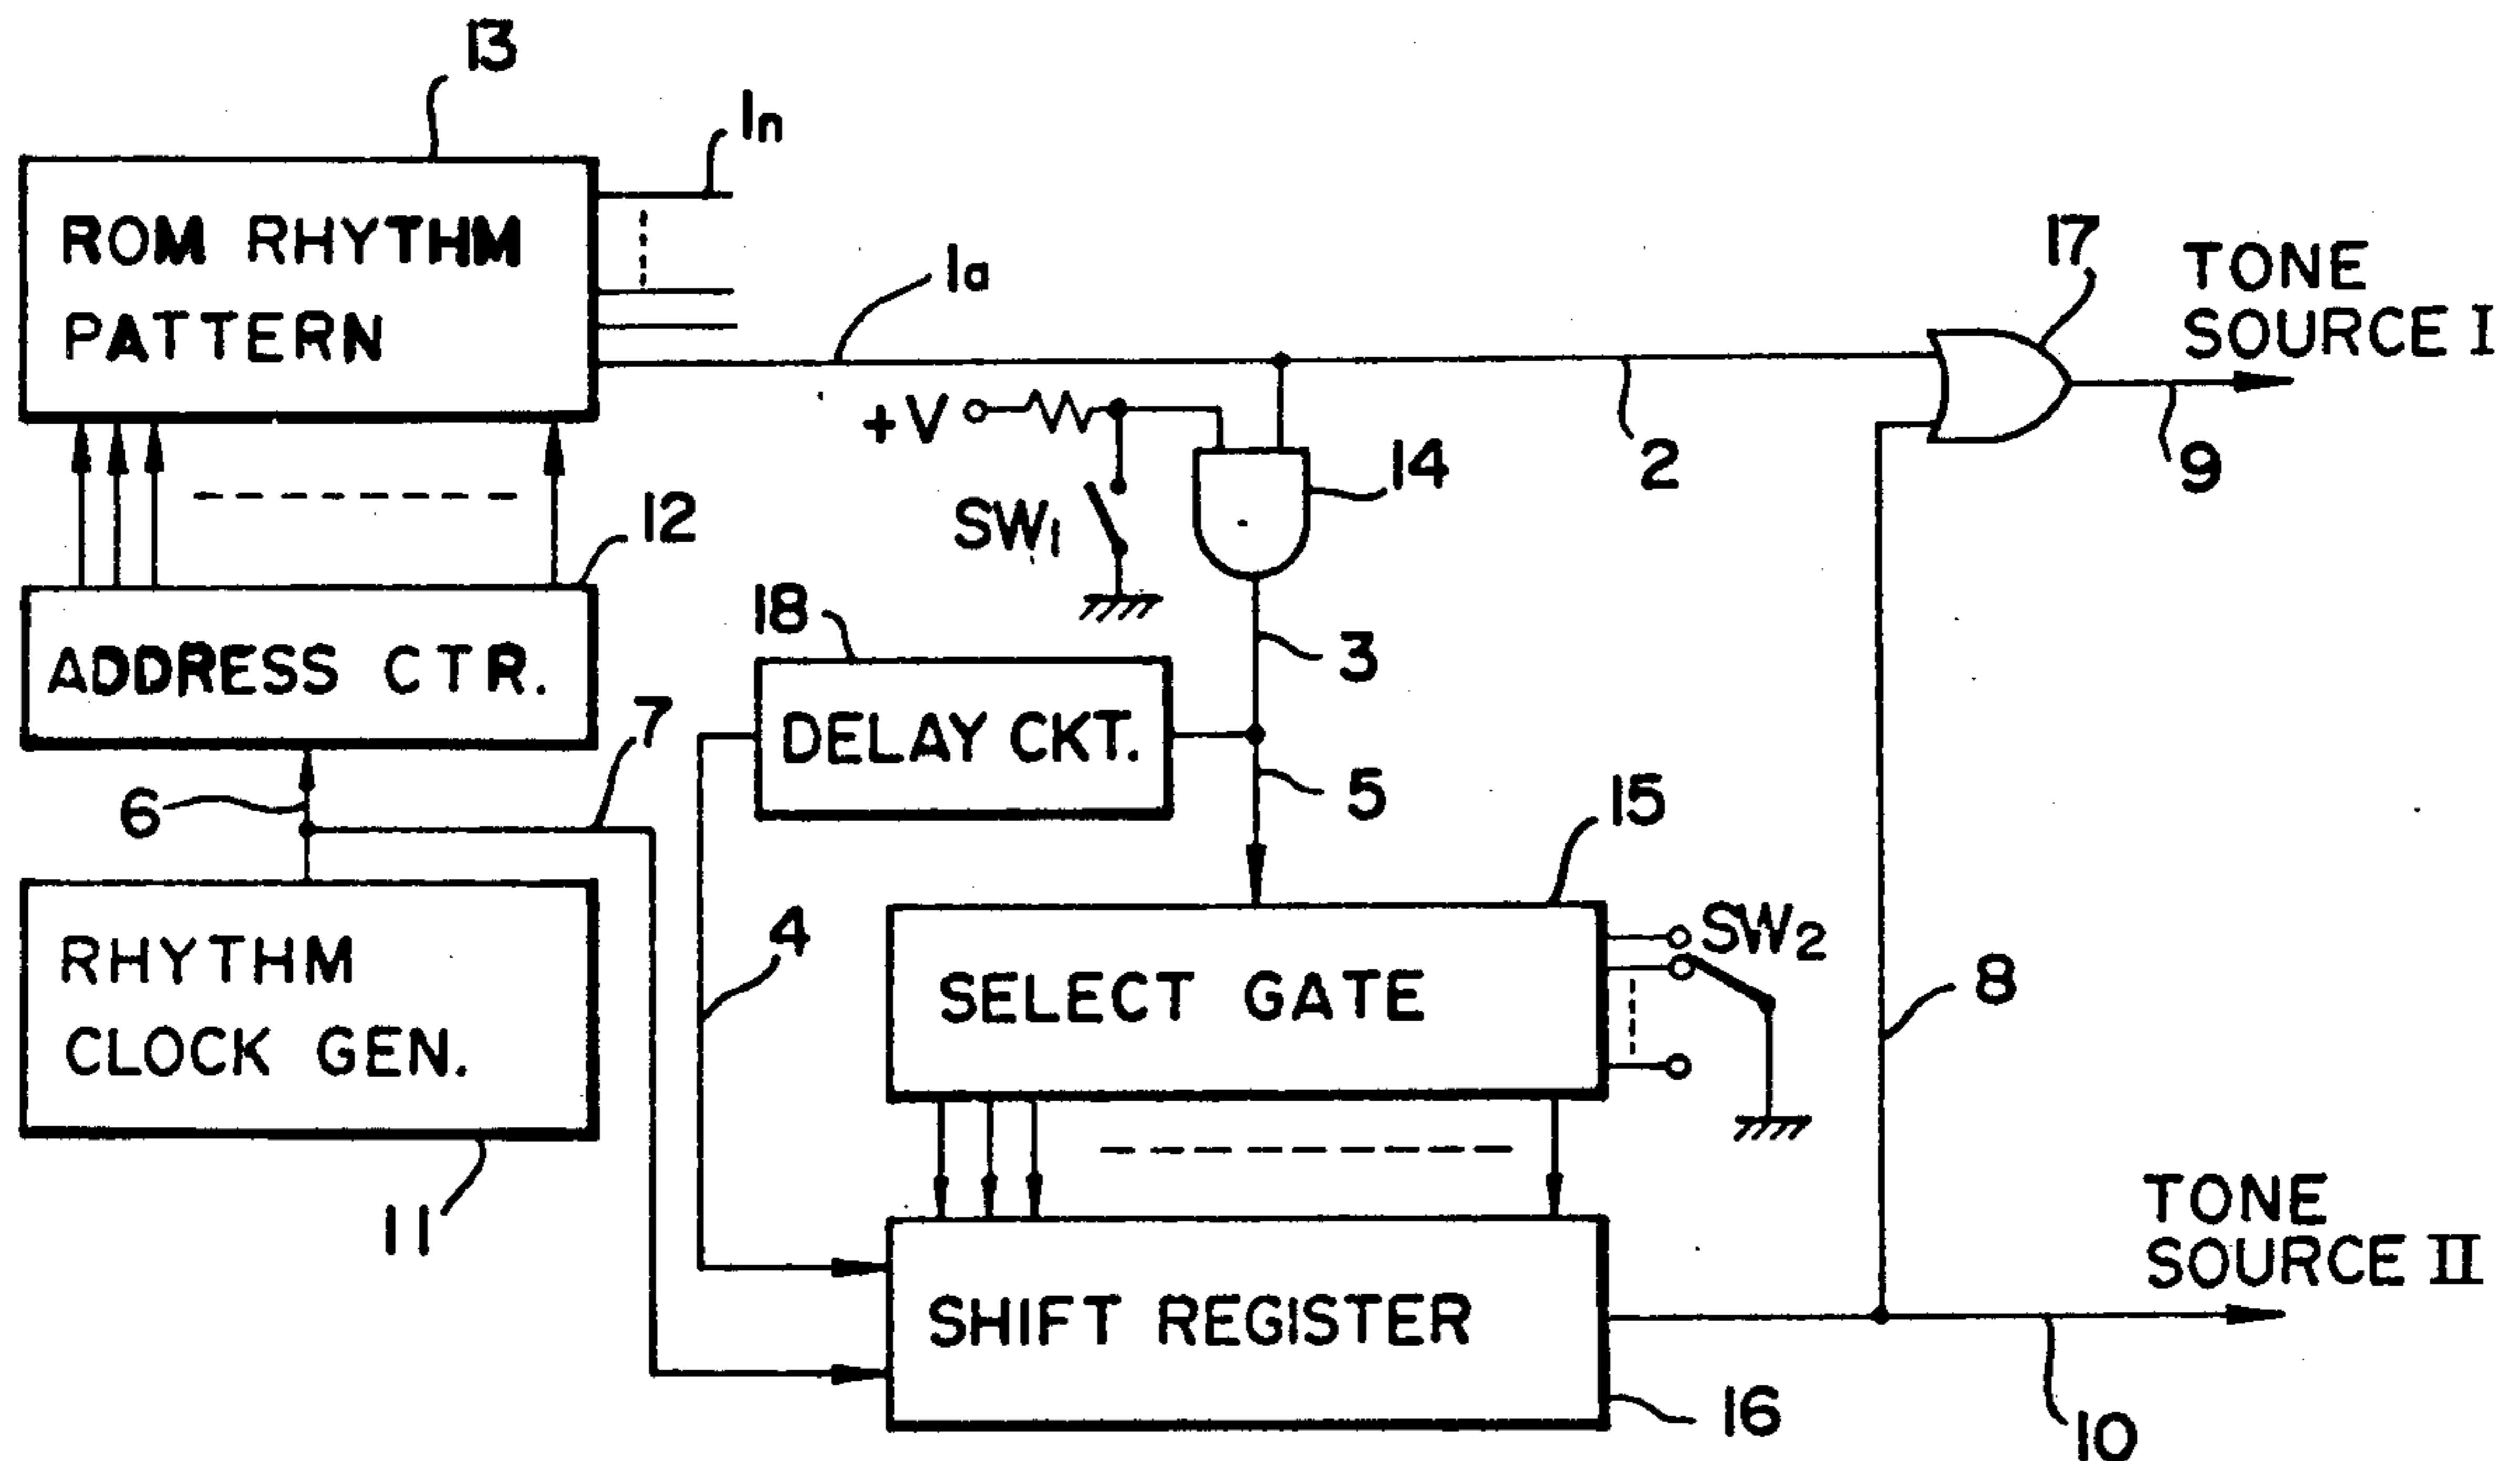 13
1n
ROM RHYTHM
PATTERN
1a
17
TONE
SOURCE I
+V
14
2
9
SW1
12
18
3
ADDRESS CTR.
7
DELAY CKT.
6
5
15
RHYTHM
CLOCK GEN.
4
SELECT GATE
SW2
8
11
TONE
SOURCE II
SHIFT REGISTER
16
10